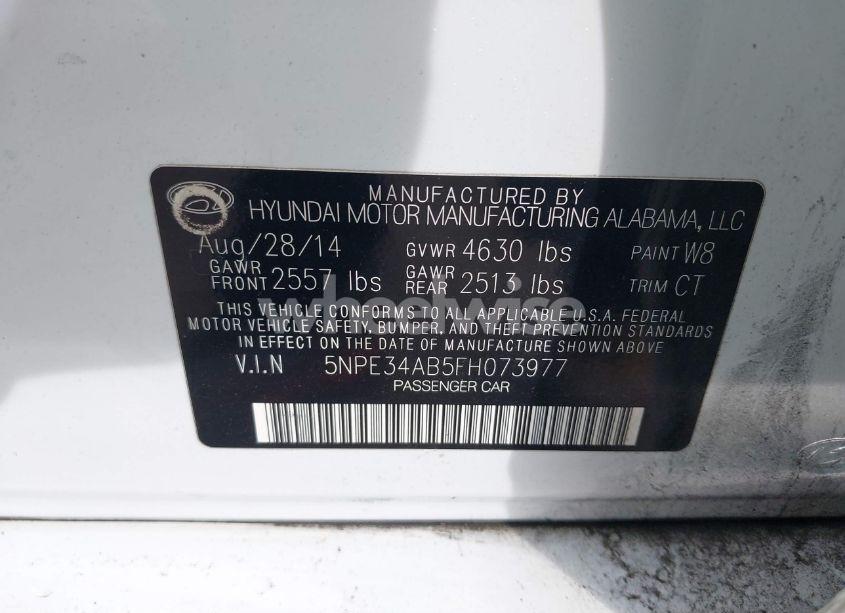 MANUFACTURED BY
HYUNDAI MOTOR MANUFACTURING ALABAMA, LLC
Aug/28/14 GVWR 4630 lbs PAINT W8
GAWR FRONT 2557 lbs GAWR REAR 2513 lbs TRIM CT
THIS VEHICLE CONFORMS TO ALL APPLICABLE U.S.A. FEDERAL
MOTOR VEHICLE SAFETY, BUMPER, AND THEFT PREVENTION STANDARDS
IN EFFECT ON THE DATE OF MANUFACTURE SHOWN ABOVE.
V.I.N 5NPE34AB5FH073977
PASSENGER CAR
wheelwise